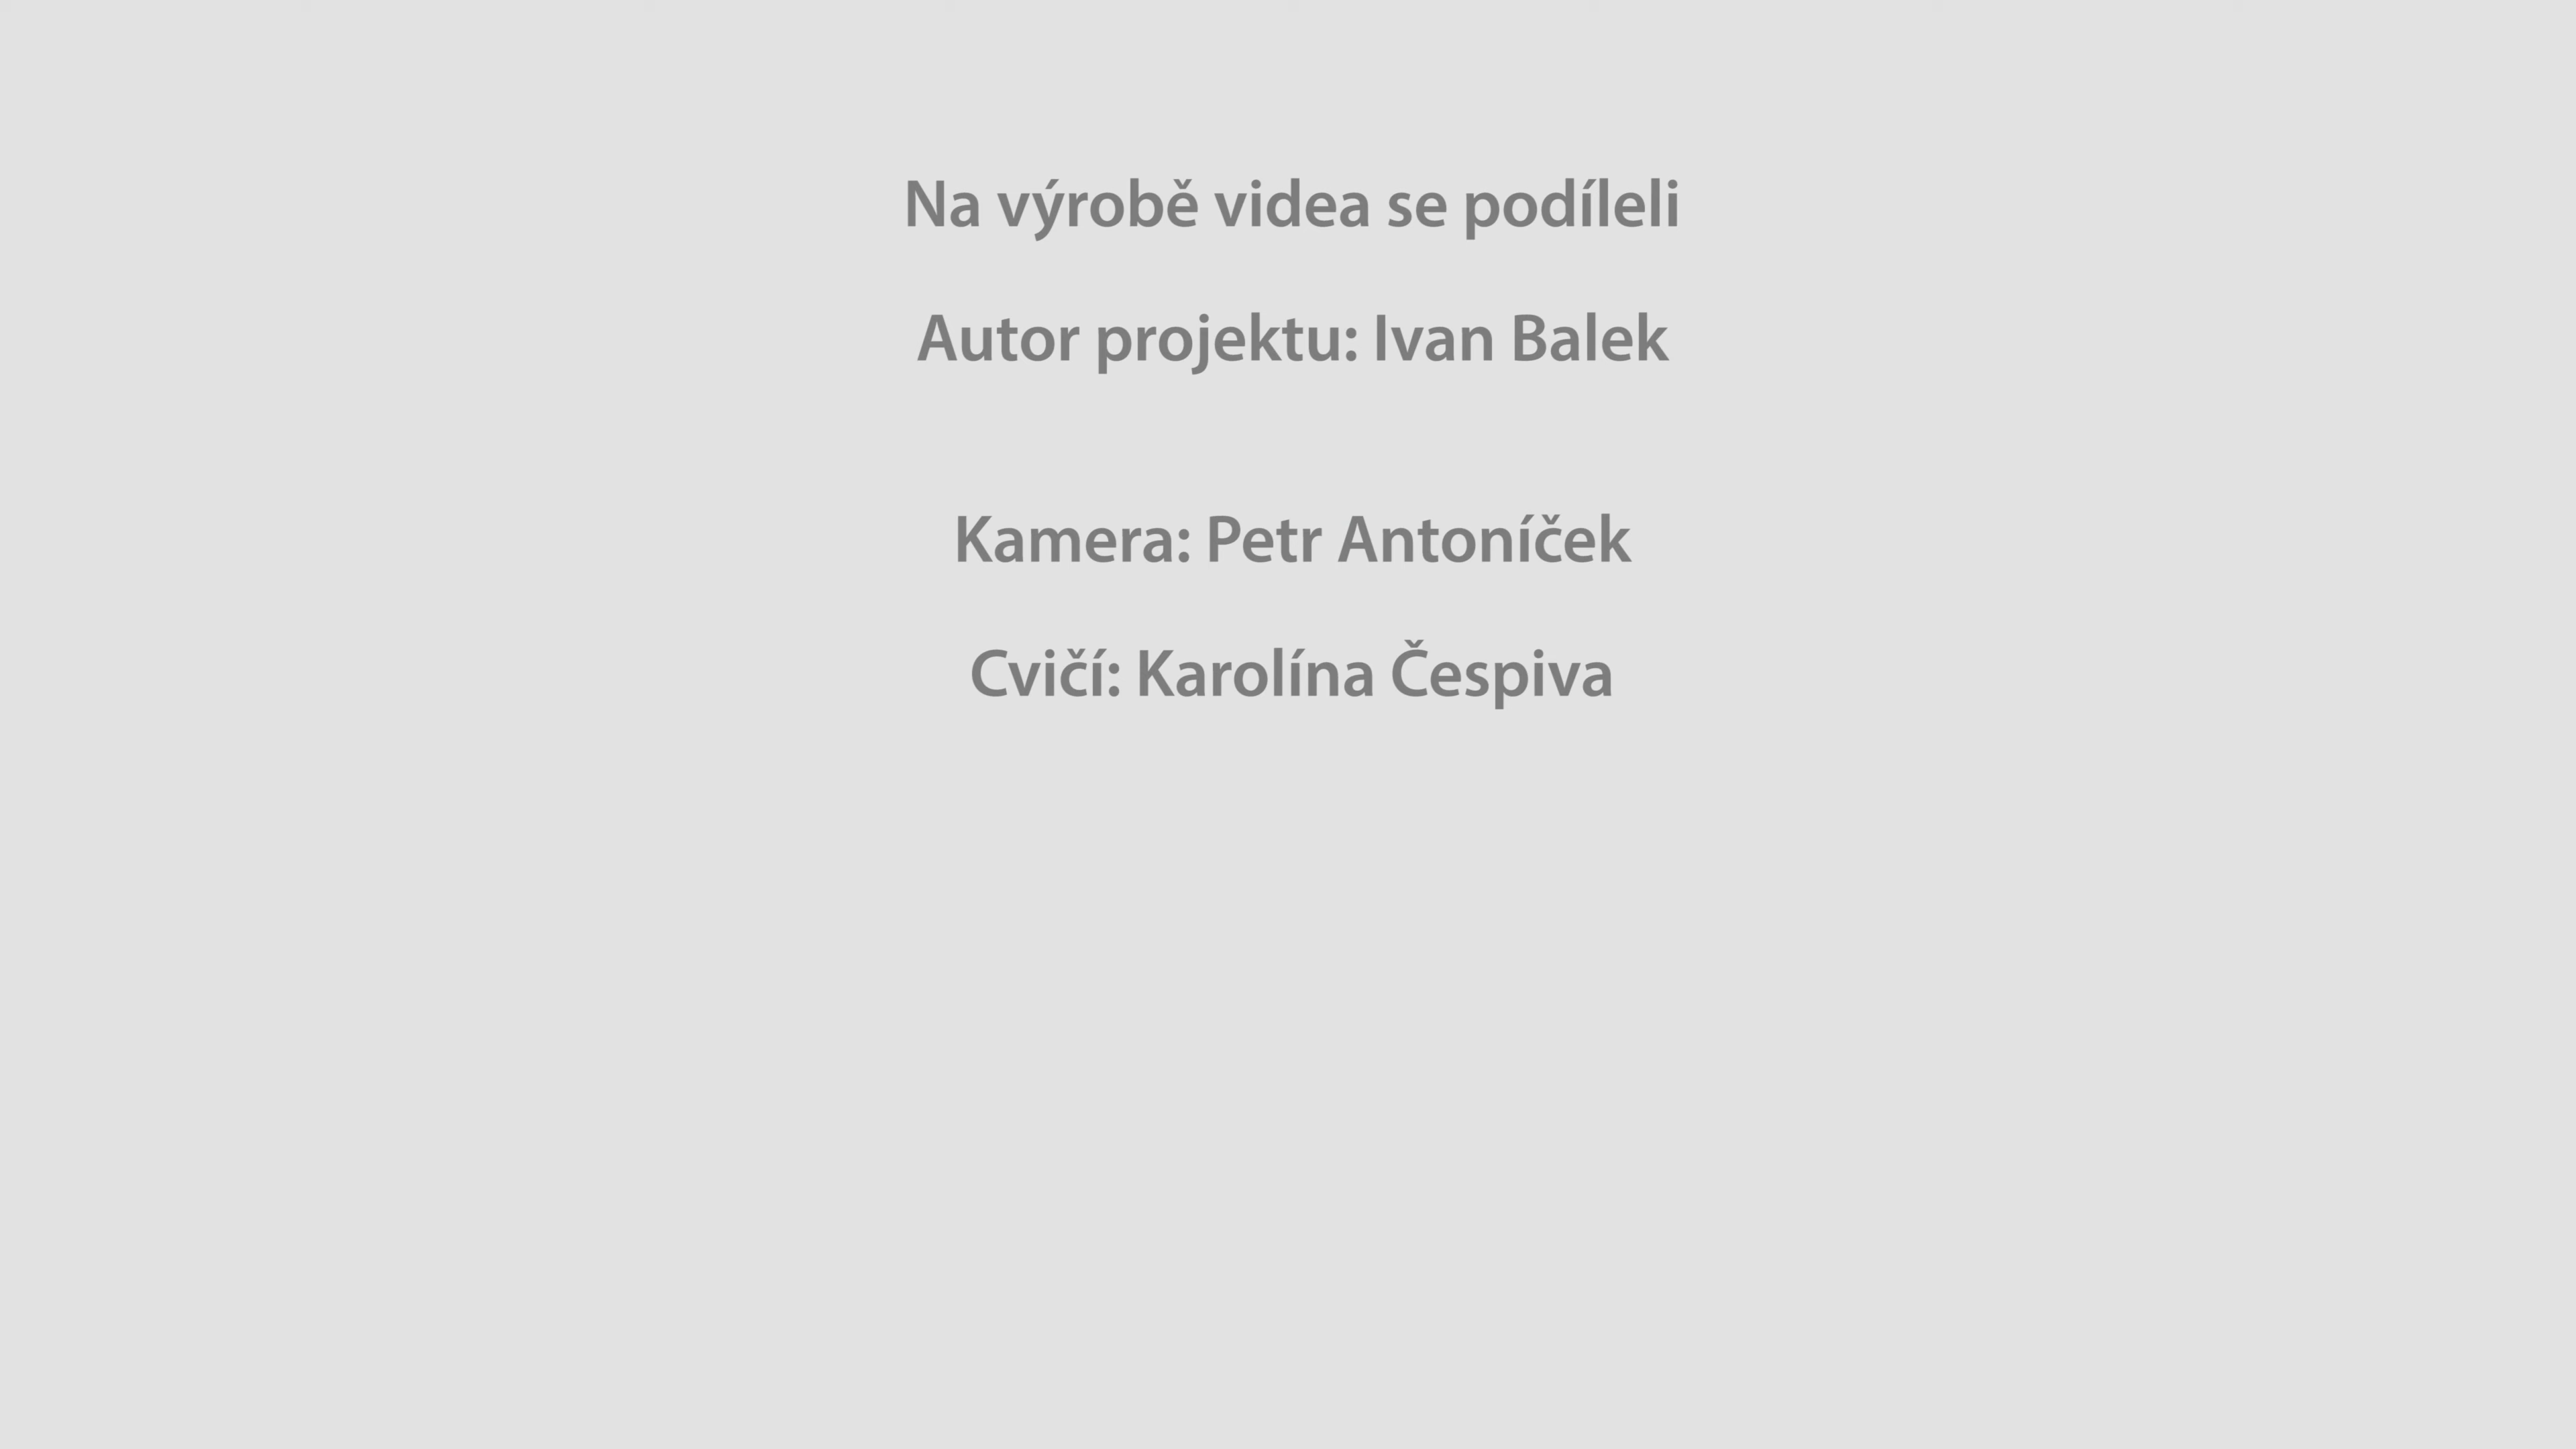 Na výrobě videa se podíleli
Autor projektu: Ivan Balek
Kamera: Petr Antoníček
Cvičí: Karolína Čespiva